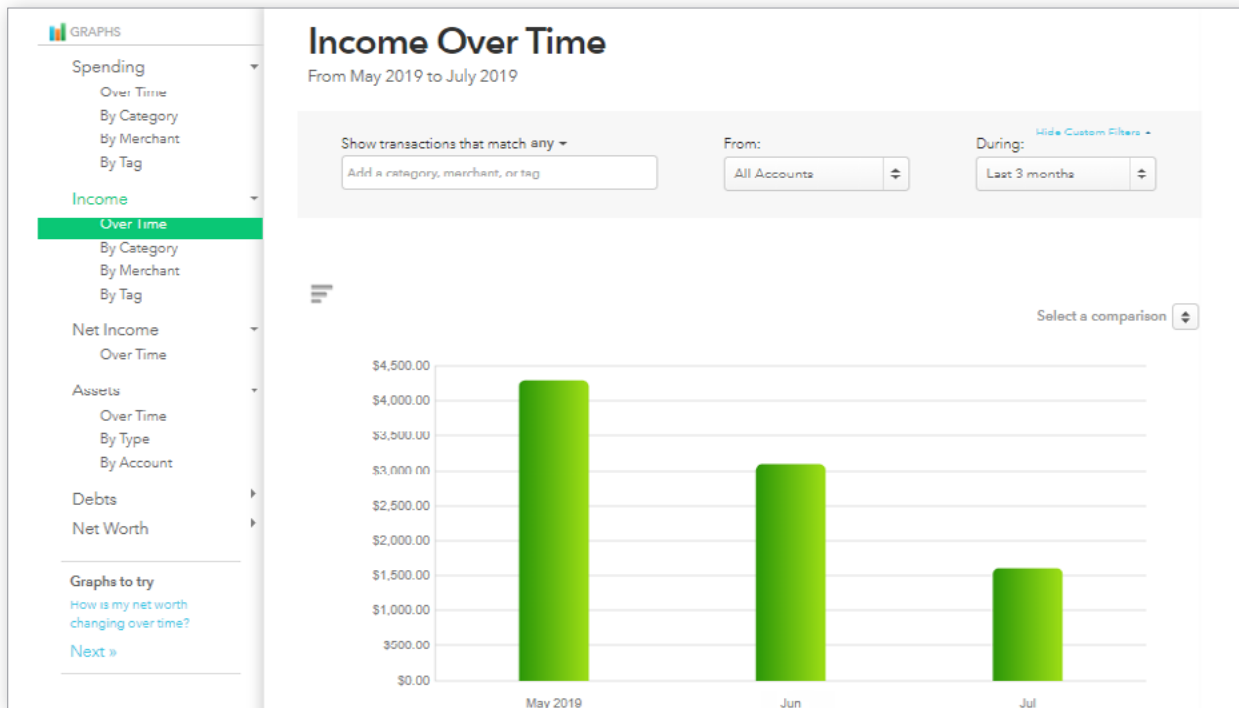 GRAPHS
Spending
Over Time
By Category
By Merchant
By Tag
Income
Over Time
By Category
By Merchant
By Tag
Net Income
Over Time
Assets
Over Time
By Type
By Account
Debts
Net Worth
Graphs to try
How is my net worth
changing over time?
Next »
Income Over Time
From May 2019 to July 2019
Hide Custom Filters
Show transactions that match any
Add a category, merchant, or tag
From:
All Accounts
During:
Last 3 months
Select a comparison
$4,500.00
$4,000.00
$3,500.00
$3,000.00
$2,500.00
$2,000.00
$1,500.00
$1,000.00
$500.00
$0.00
May 2019 Jun Jul